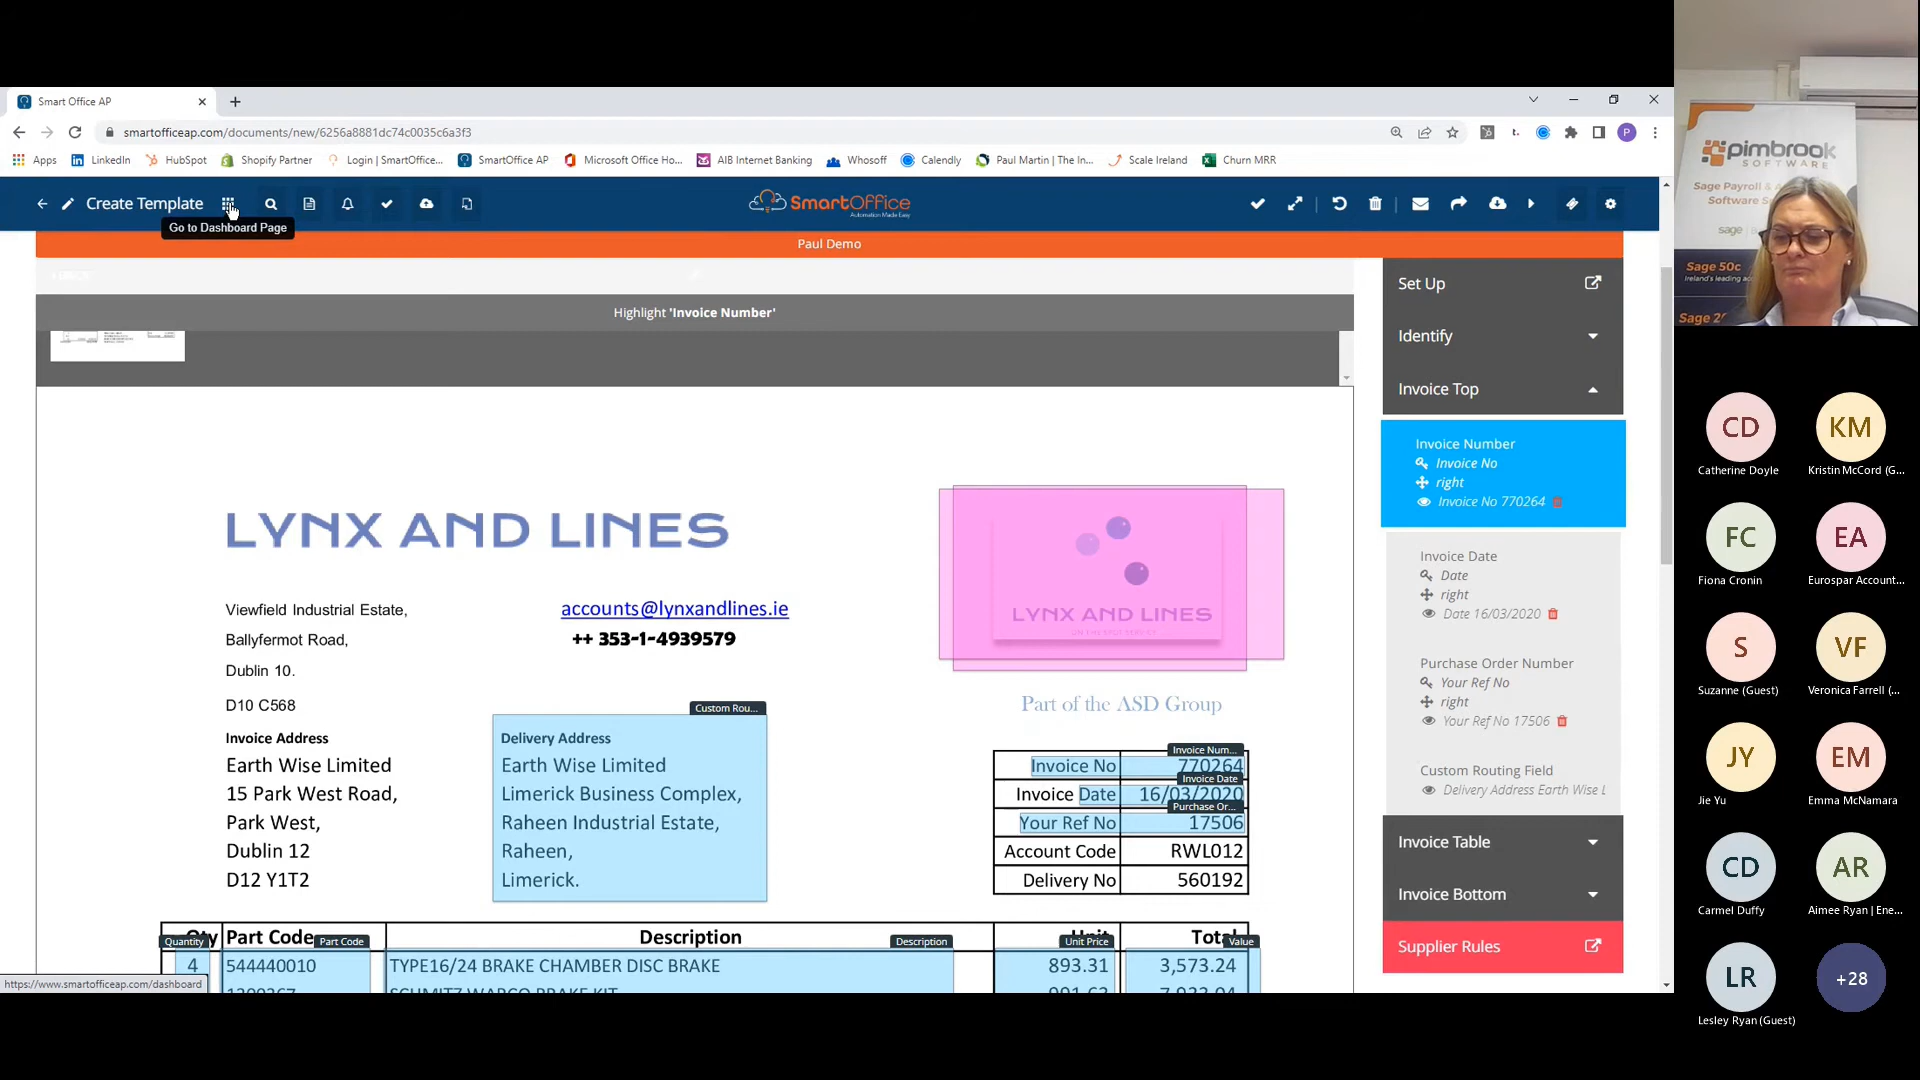 Smart Office AP
smartofficeap.com/documents/new/6256a8881dc74c0035c6a3f3
Apps
LinkedIn
HubSpot
Shopify Partner
Login | SmartOffice...
SmartOffice AP
Microsoft Office Ho...
AIB Internet Banking
Whosoff
Calendly
Paul Martin | The In...
Scale Ireland
Churn MRR
P
Create Template
SmartOffice
Automation Made Easy
Go to Dashboard Page
Paul Demo
Highlight 'Invoice Number'
LYNX AND LINES
Viewfield Industrial Estate,
Ballyfermot Road,
Dublin 10.
D10 C568
accounts@lynxandlines.ie
++ 353-1-4939579
LYNX AND LINES
Part of the ASD Group
Invoice Address
Earth Wise Limited
15 Park West Road,
Park West,
Dublin 12
D12 Y1T2
Custom Rou...
Delivery Address
Earth Wise Limited
Limerick Business Complex,
Raheen Industrial Estate,
Raheen,
Limerick.
Invoice Num...
Invoice No 770264
Invoice Date
Invoice Date 16/03/2020
Purchase Or...
Your Ref No 17506
Account Code RWL012
Delivery No 560192
Qty Part Code Description Unit Total
Quantity Part Code Description Unit Price Value
4 544440010 TYPE16/24 BRAKE CHAMBER DISC BRAKE 893.31 3,573.24
https://www.smartofficeap.com/dashboard
Set Up
Identify
Invoice Top
Invoice Number
Invoice No
right
Invoice No 770264
Invoice Date
Date
right
Date 16/03/2020
Purchase Order Number
Your Ref No
right
Your Ref No 17506
Custom Routing Field
Delivery Address Earth Wise L
Invoice Table
Invoice Bottom
Supplier Rules
pimbrook
SOFTWARE
Sage Payroll &
Software
sage
Sage 50c
Ireland's leading
CD
Catherine Doyle
KM
Kristin McCord (G...
FC
Fiona Cronin
EA
Eurospar Account...
S
Suzanne (Guest)
VF
Veronica Farrell (...
JY
Jie Yu
EM
Emma McNamara
CD
Carmel Duffy
AR
Aimee Ryan | Ene...
LR
Lesley Ryan (Guest)
+28